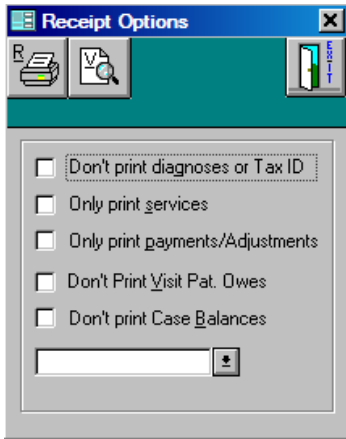 Receipt Options
R
V
EXIT
Don't print diagnoses or Tax ID
Only print services
Only print payments/Adjustments
Don't Print Visit Pat. Owes
Don't print Case Balances